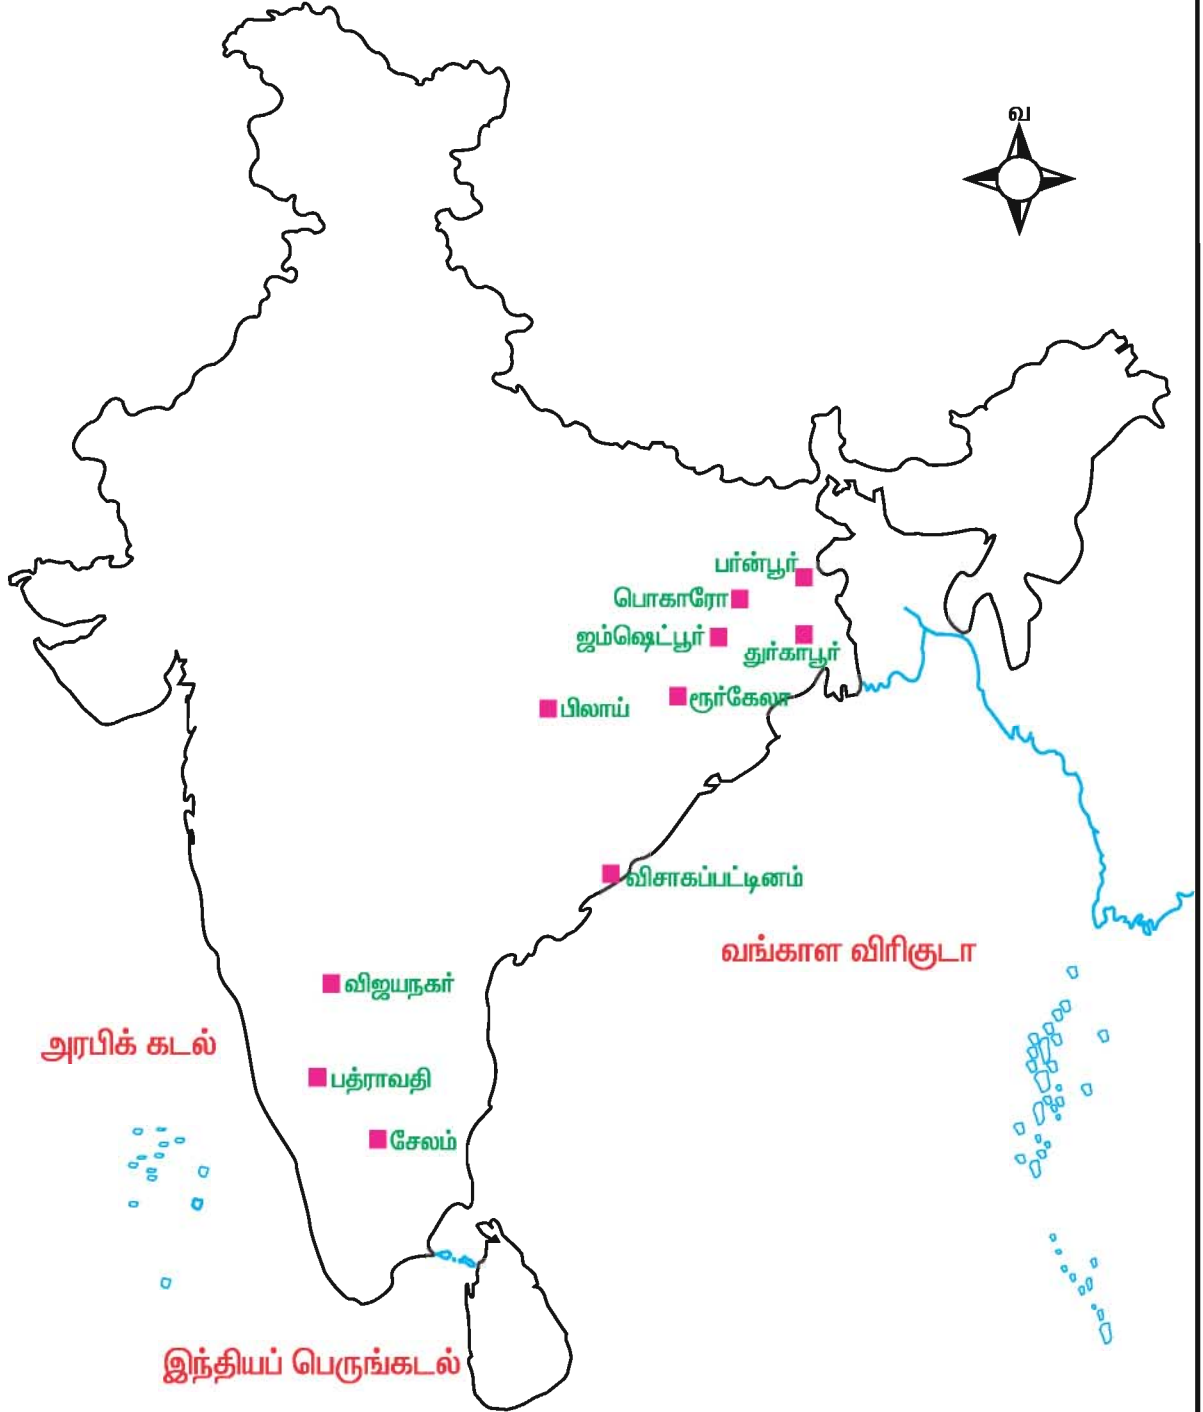 வ
பர்ன்பூர்
பொகாரோ
ஜம்ஷெட்பூர்
துர்காபூர்
ரூர்கேலா
பிலாய்
விசாகப்பட்டினம்
வங்காள விரிகுடா
விஜயநகர்
அரபிக் கடல்
பத்ராவதி
சேலம்
இந்தியப் பெருங்கடல்